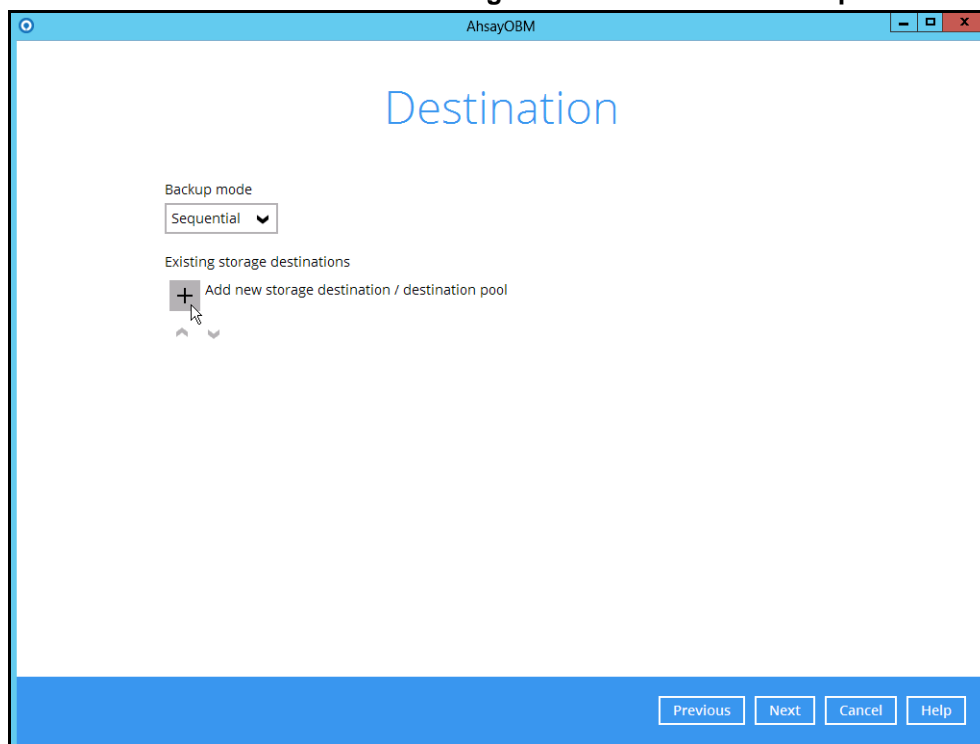 AhsayOBM
Destination
Backup mode
Sequential
Existing storage destinations
Add new storage destination / destination pool
Previous Next Cancel Help